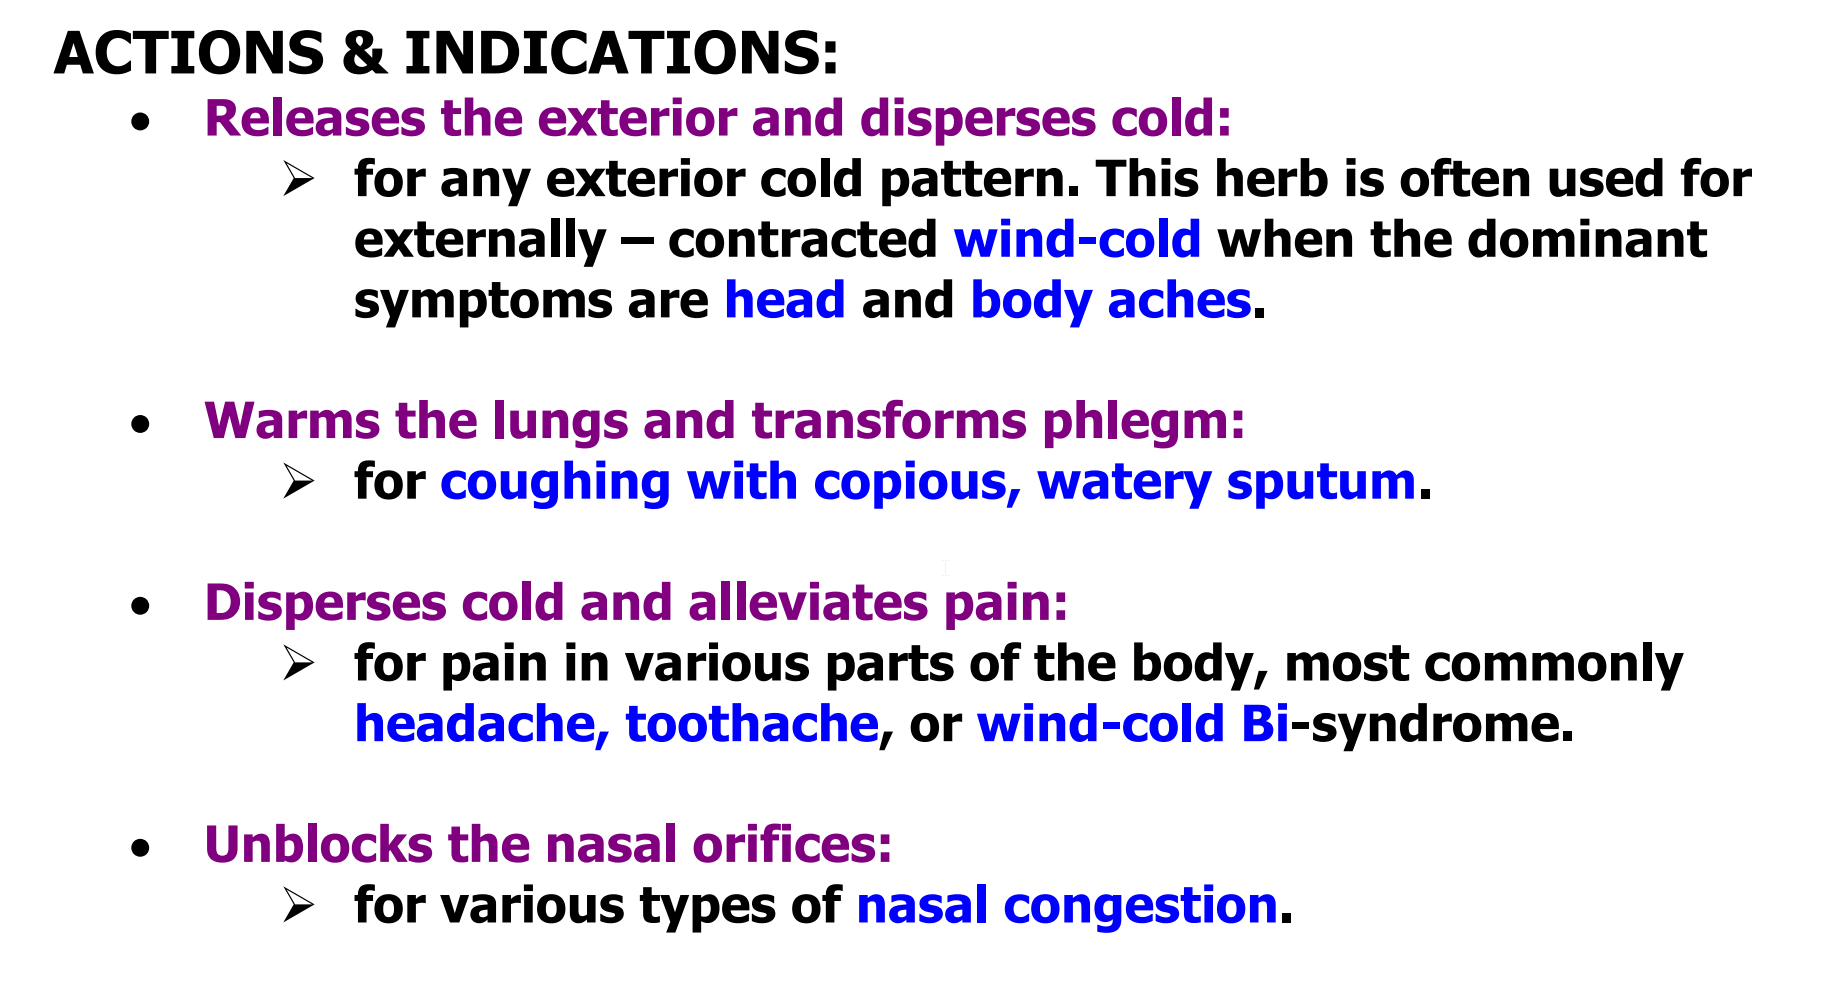 ACTIONS & INDICATIONS:
• Releases the exterior and disperses cold:
➢ for any exterior cold pattern. This herb is often used for
externally – contracted wind-cold when the dominant
symptoms are head and body aches.
• Warms the lungs and transforms phlegm:
➢ for coughing with copious, watery sputum.
• Disperses cold and alleviates pain:
➢ for pain in various parts of the body, most commonly
headache, toothache, or wind-cold Bi-syndrome.
• Unblocks the nasal orifices:
➢ for various types of nasal congestion.